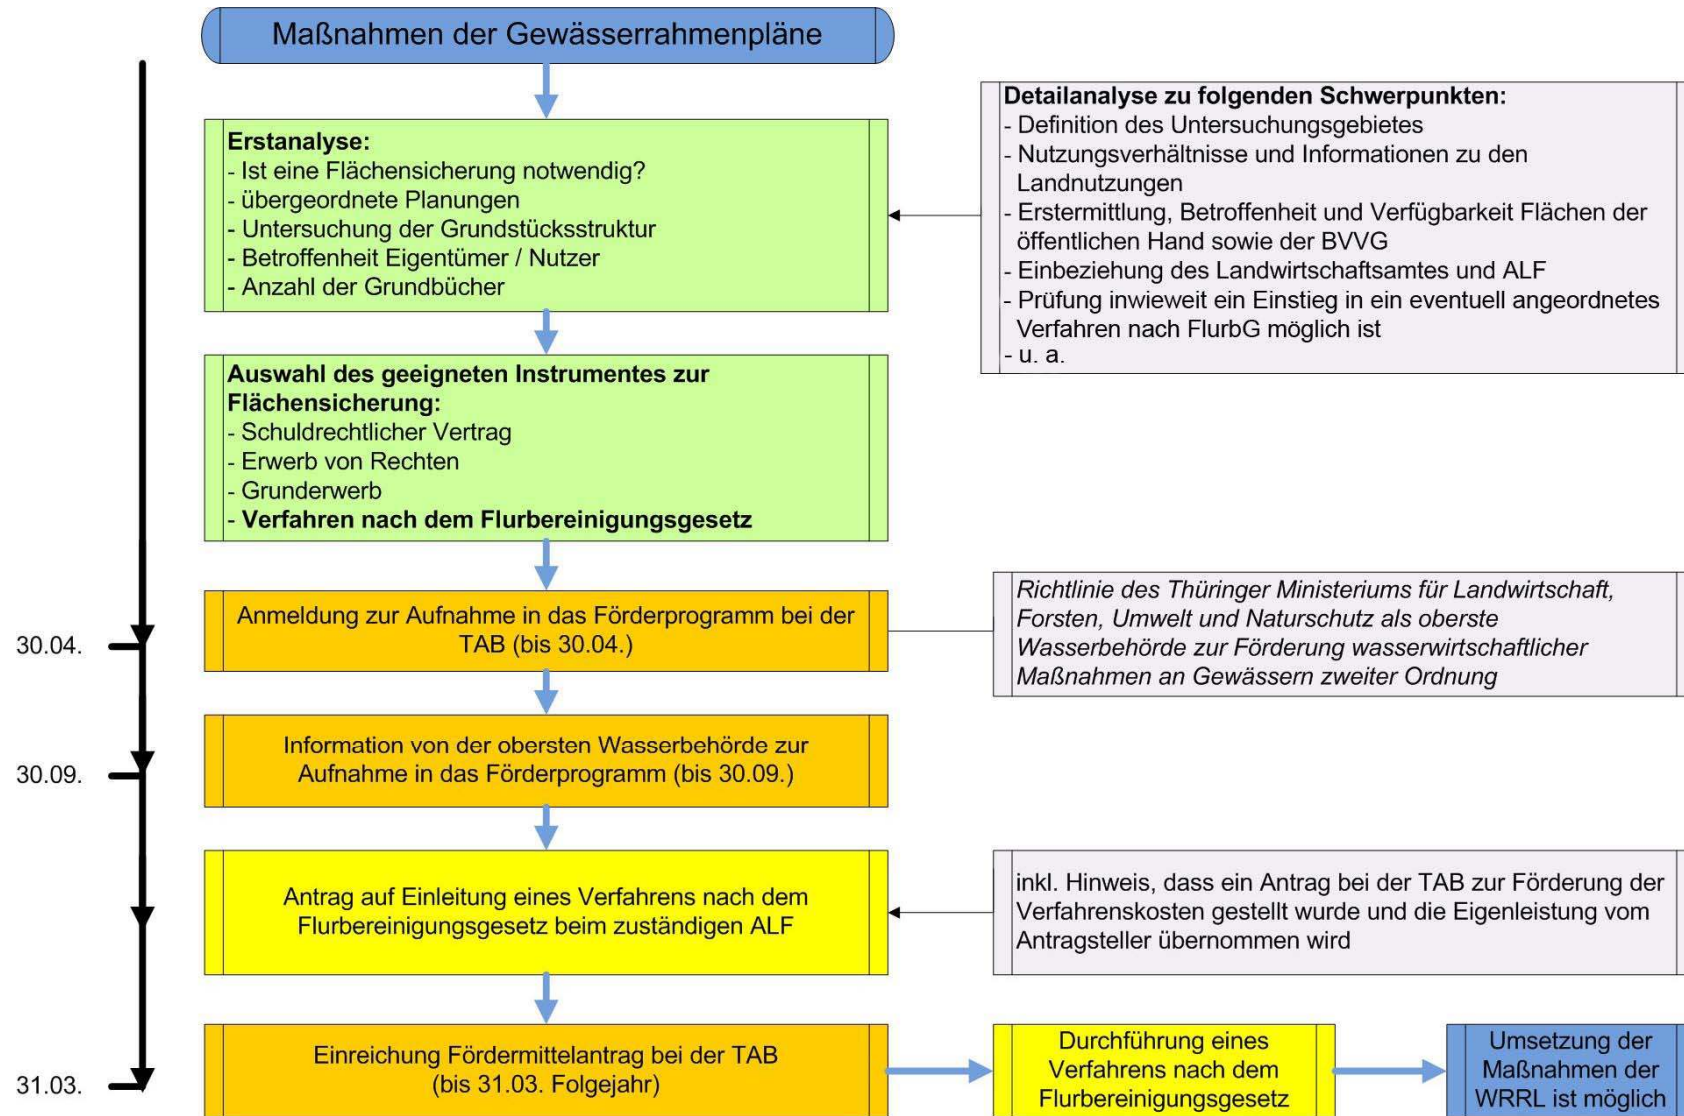 Maßnahmen der Gewässerrahmenpläne
Erstanalyse:
- Ist eine Flächensicherung notwendig?
- übergeordnete Planungen
- Untersuchung der Grundstücksstruktur
- Betroffenheit Eigentümer / Nutzer
- Anzahl der Grundbücher
Detailanalyse zu folgenden Schwerpunkten:
- Definition des Untersuchungsgebietes
- Nutzungsverhältnisse und Informationen zu den
Landnutzungen
- Erstermittlung, Betroffenheit und Verfügbarkeit Flächen der
öffentlichen Hand sowie der BVVG
- Einbeziehung des Landwirtschaftsamtes und ALF
- Prüfung inwieweit ein Einstieg in ein eventuell angeordnetes
Verfahren nach FlurbG möglich ist
- u. a.
Auswahl des geeigneten Instrumentes zur
Flächensicherung:
- Schuldrechtlicher Vertrag
- Erwerb von Rechten
- Grunderwerb
- Verfahren nach dem Flurbereinigungsgesetz
30.04.
Anmeldung zur Aufnahme in das Förderprogramm bei der
TAB (bis 30.04.)
Richtlinie des Thüringer Ministeriums für Landwirtschaft,
Forsten, Umwelt und Naturschutz als oberste
Wasserbehörde zur Förderung wasserwirtschaftlicher
Maßnahmen an Gewässern zweiter Ordnung
30.09.
Information von der obersten Wasserbehörde zur
Aufnahme in das Förderprogramm (bis 30.09.)
Antrag auf Einleitung eines Verfahrens nach dem
Flurbereinigungsgesetz beim zuständigen ALF
inkl. Hinweis, dass ein Antrag bei der TAB zur Förderung der
Verfahrenskosten gestellt wurde und die Eigenleistung vom
Antragsteller übernommen wird
31.03.
Einreichung Fördermittelantrag bei der TAB
(bis 31.03. Folgejahr)
Durchführung eines
Verfahrens nach dem
Flurbereinigungsgesetz
Umsetzung der
Maßnahmen der
WRRL ist möglich